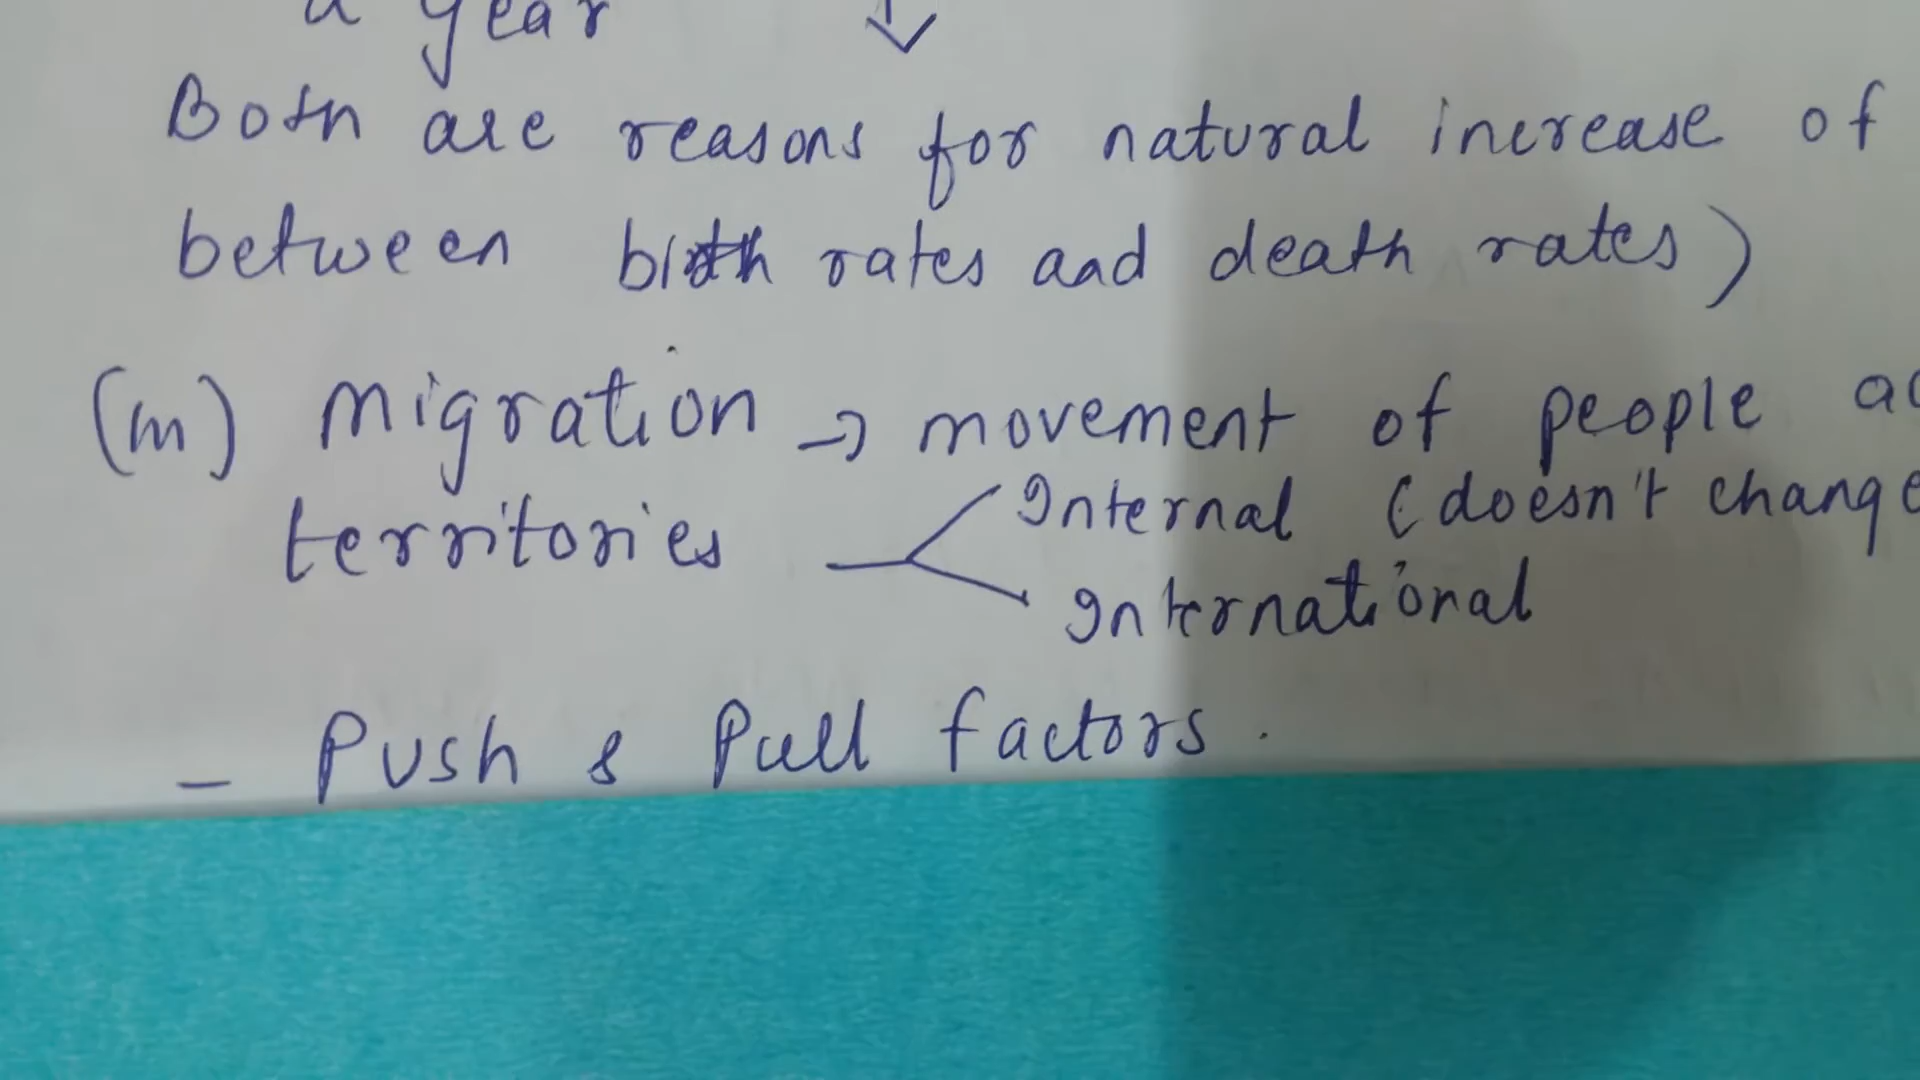 a year
Both are reasons for natural increase of
between birth rates and death rates)
(m) Migration → movement of people
territories
Internal (doesn't change
International
- Push & Pull factors.